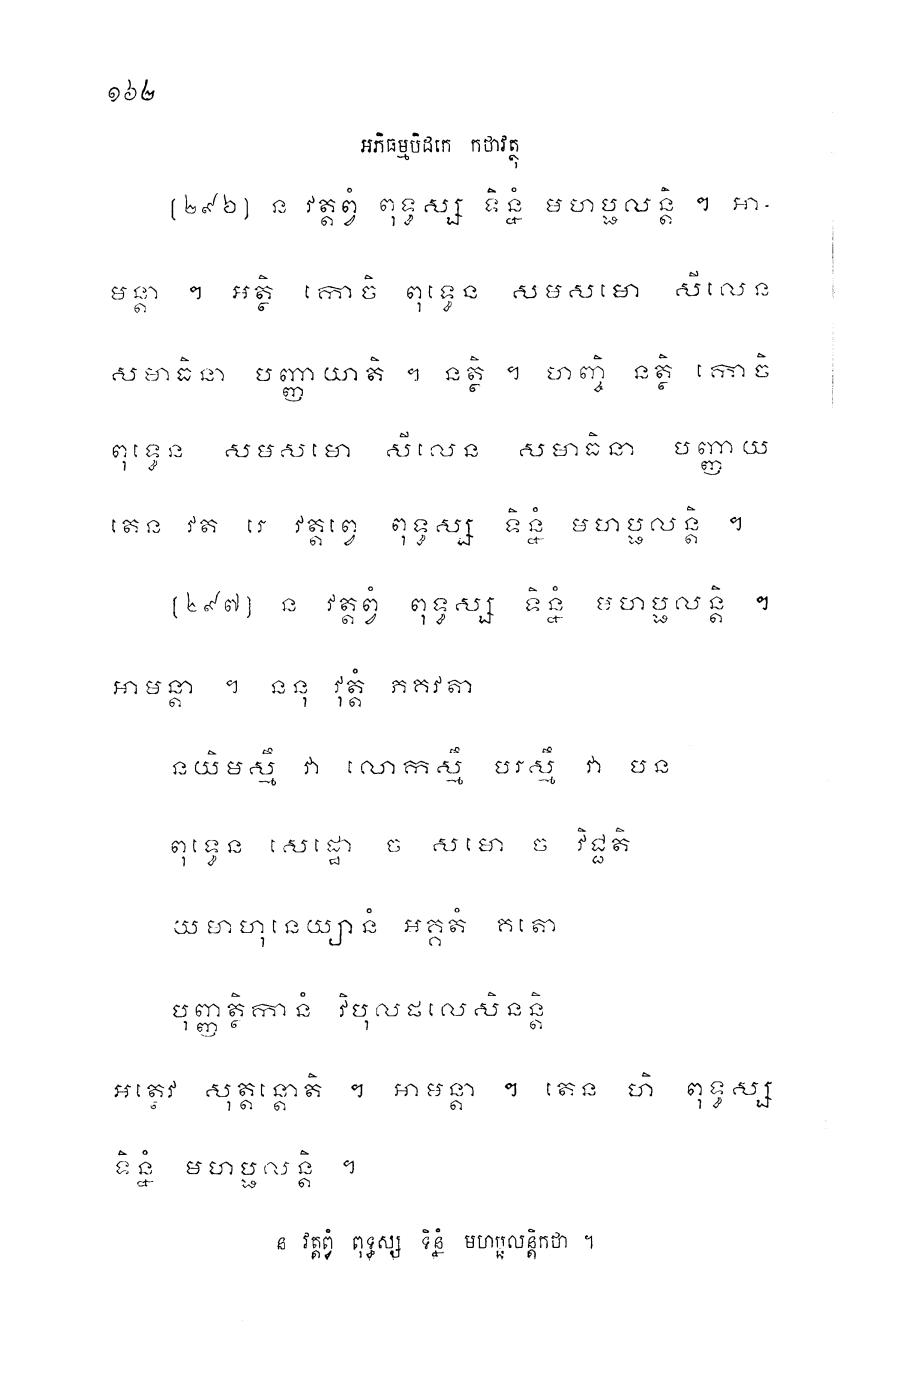 ១៦២
អភិធម្មបិដកេ កថាវត្ថុ
(២៩៦) ន វត្តព្វំ ពុទ្ធស្ស ទិន្នំ មហប្ផលន្តិ ។ អា-
មន្តា ។ អត្ថិ កោចិ ពុទ្ធេន សមសមោ សីលេន
សមាធិនា បញ្ញាយាតិ ។ នត្ថិ ។ ហញ្ចិ នត្ថិ កោចិ
ពុទ្ធេន សមសមោ សីលេន សមាធិនា បញ្ញាយ
តេន វត រេ វត្តព្វេ ពុទ្ធស្ស ទិន្នំ មហប្ផលន្តិ ។
(២៩៧) ន វត្តព្វំ ពុទ្ធស្ស ទិន្នំ មហប្ផលន្តិ ។
អាមន្តា ។ ននុ វុត្តំ ភគវតា
នយិមស្មឹ វា លោកស្មឹ បរស្មឹ វា បន
ពុទ្ធេន សេដ្ឋោ ច សមោ ច វិជ្ជតិ
យមាហុនេយ្យានំ អគ្គតំ គតោ
បុញ្ញត្ថិកានំ វិបុលផលេសិនន្តិ
អត្ថេវ សុត្តន្តោតិ ។ អាមន្តា ។ តេន ហិ ពុទ្ធស្ស
ទិន្នំ មហប្ផលន្តិ ។
ន វត្តព្វំ ពុទ្ធស្ស ទិន្នំ មហប្ផលន្តិកថា ។